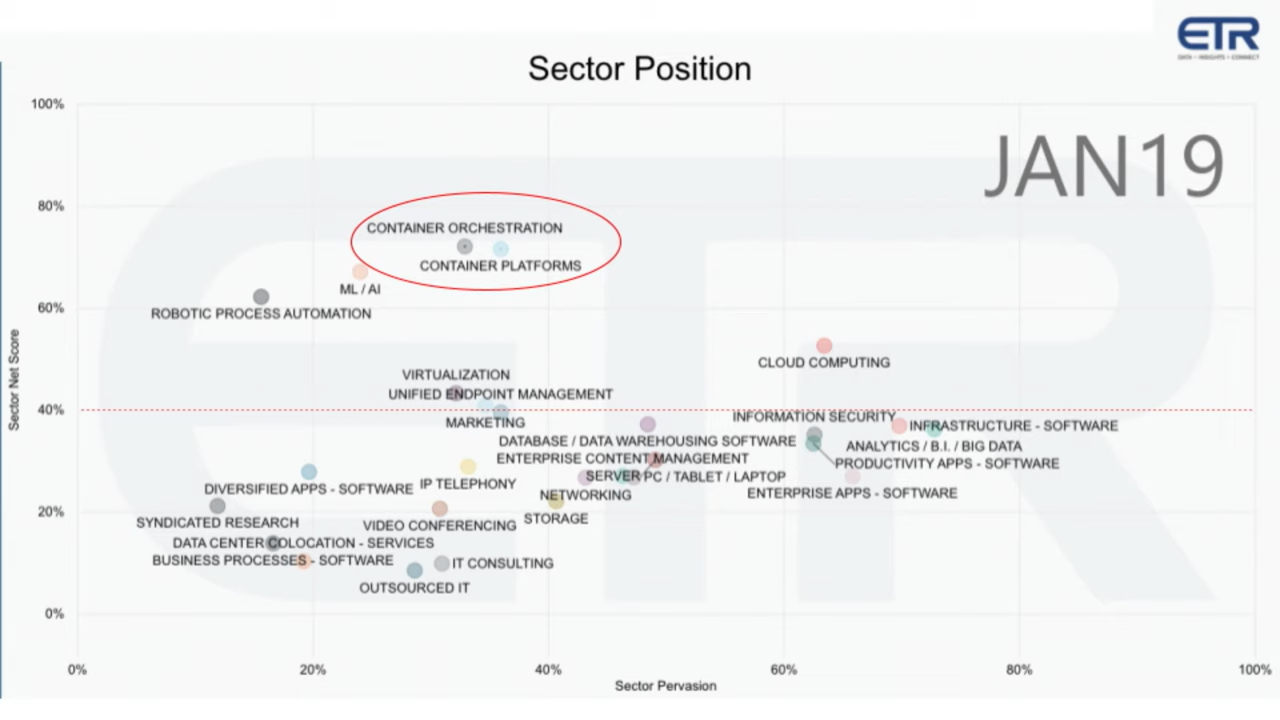 ETR
DATA • INSIGHTS • CONNECT
Sector Position
JAN19
100%
80%
60%
40%
20%
0%
Sector Net Score
CONTAINER ORCHESTRATION
CONTAINER PLATFORMS
ML / AI
ROBOTIC PROCESS AUTOMATION
CLOUD COMPUTING
VIRTUALIZATION
UNIFIED ENDPOINT MANAGEMENT
MARKETING
INFORMATION SECURITY
INFRASTRUCTURE - SOFTWARE
DATABASE / DATA WAREHOUSING SOFTWARE
ANALYTICS / B.I. / BIG DATA
ENTERPRISE CONTENT MANAGEMENT
PRODUCTIVITY APPS - SOFTWARE
SERVER
PC / TABLET / LAPTOP
DIVERSIFIED APPS - SOFTWARE
IP TELEPHONY
NETWORKING
ENTERPRISE APPS - SOFTWARE
SYNDICATED RESEARCH
VIDEO CONFERENCING
STORAGE
DATA CENTER COLOCATION - SERVICES
BUSINESS PROCESSES - SOFTWARE
IT CONSULTING
OUTSOURCED IT
0%
20%
40%
60%
80%
100%
Sector Pervasion